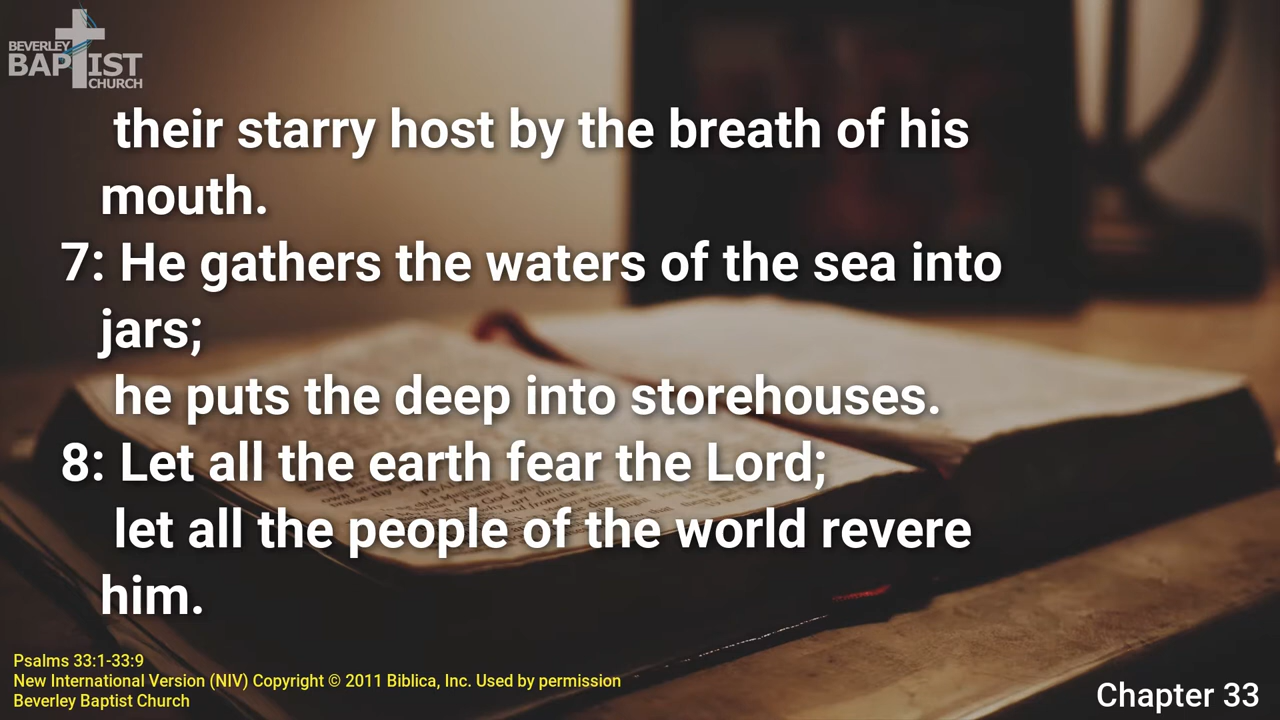 BEVERLEY
BAPTIST
CHURCH
their starry host by the breath of his
mouth.
7: He gathers the waters of the sea into
jars;
he puts the deep into storehouses.
8: Let all the earth fear the Lord;
let all the people of the world revere
him.
Psalms 33:1-33:9
New International Version (NIV) Copyright © 2011 Biblica, Inc. Used by permission
Beverley Baptist Church
Chapter 33